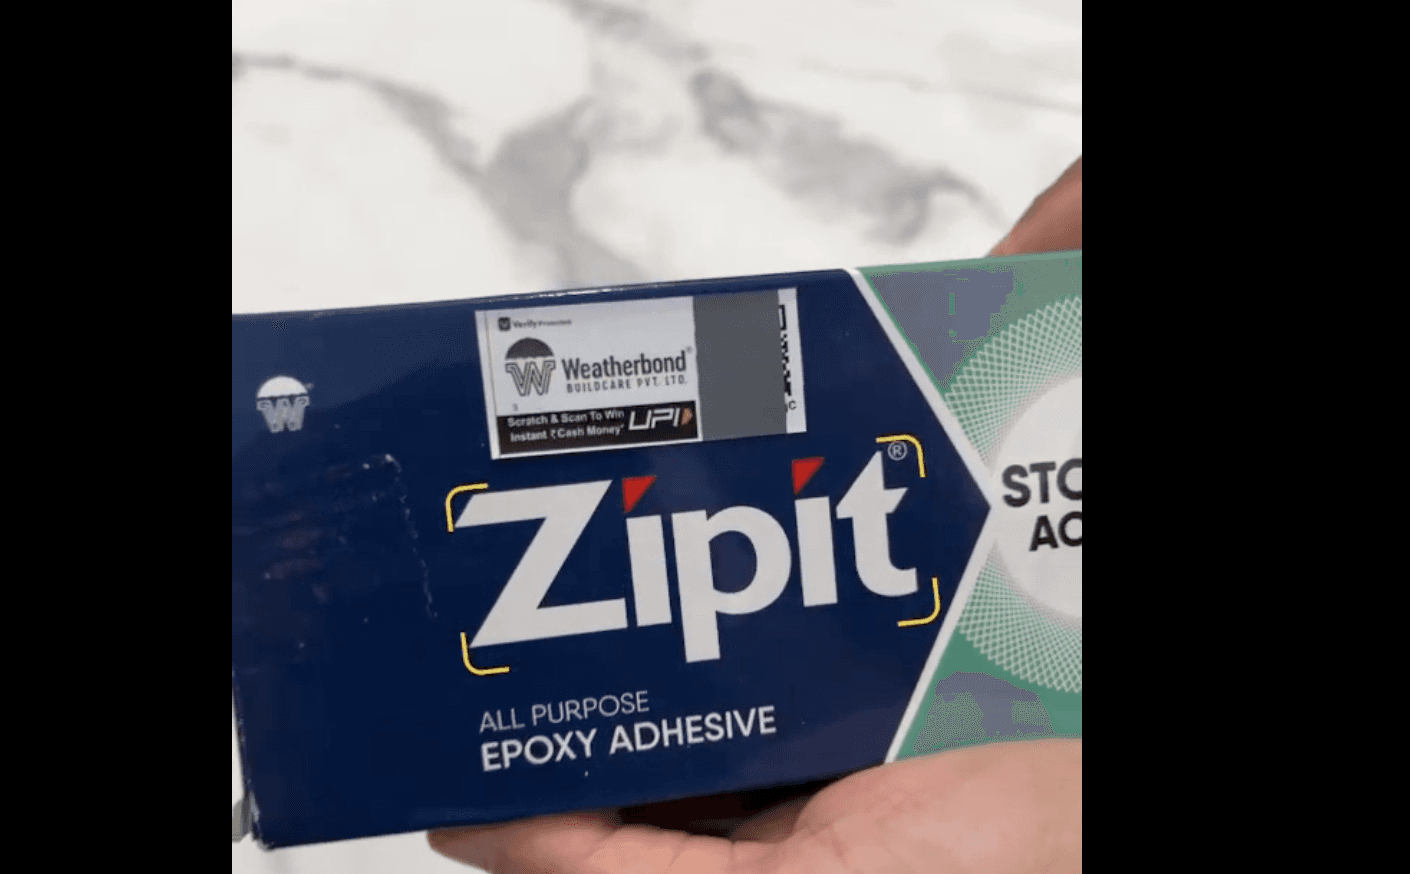 Verify
Weatherbond®
BUILDCARE PVT. LTD.
3
Scratch & Scan To Win
Instant ₹Cash Money*
UPI
C
W
Zipit®
ALL PURPOSE
EPOXY ADHESIVE
STO
AC